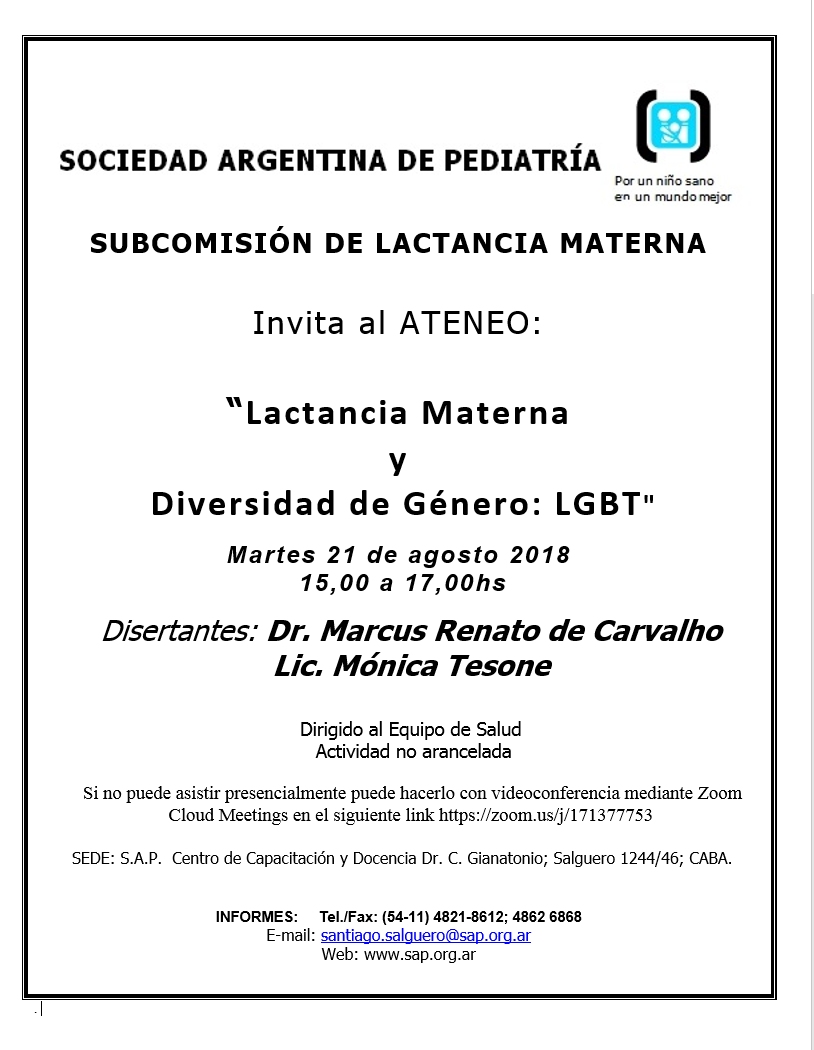 SOCIEDAD ARGENTINA DE PEDIATRÍA
Por un niño sano
en un mundo mejor
SUBCOMISIÓN DE LACTANCIA MATERNA
Invita al ATENEO:
“Lactancia Materna
y
Diversidad de Género: LGBT"
Martes 21 de agosto 2018
15,00 a 17,00hs
Disertantes: Dr. Marcus Renato de Carvalho
Lic. Mónica Tesone
Dirigido al Equipo de Salud
Actividad no arancelada
Si no puede asistir presencialmente puede hacerlo con videoconferencia mediante Zoom
Cloud Meetings en el siguiente link https://zoom.us/j/171377753
SEDE: S.A.P. Centro de Capacitación y Docencia Dr. C. Gianatonio; Salguero 1244/46; CABA.
INFORMES: Tel./Fax: (54-11) 4821-8612; 4862 6868
E-mail: santiago.salguero@sap.org.ar
Web: www.sap.org.ar
.